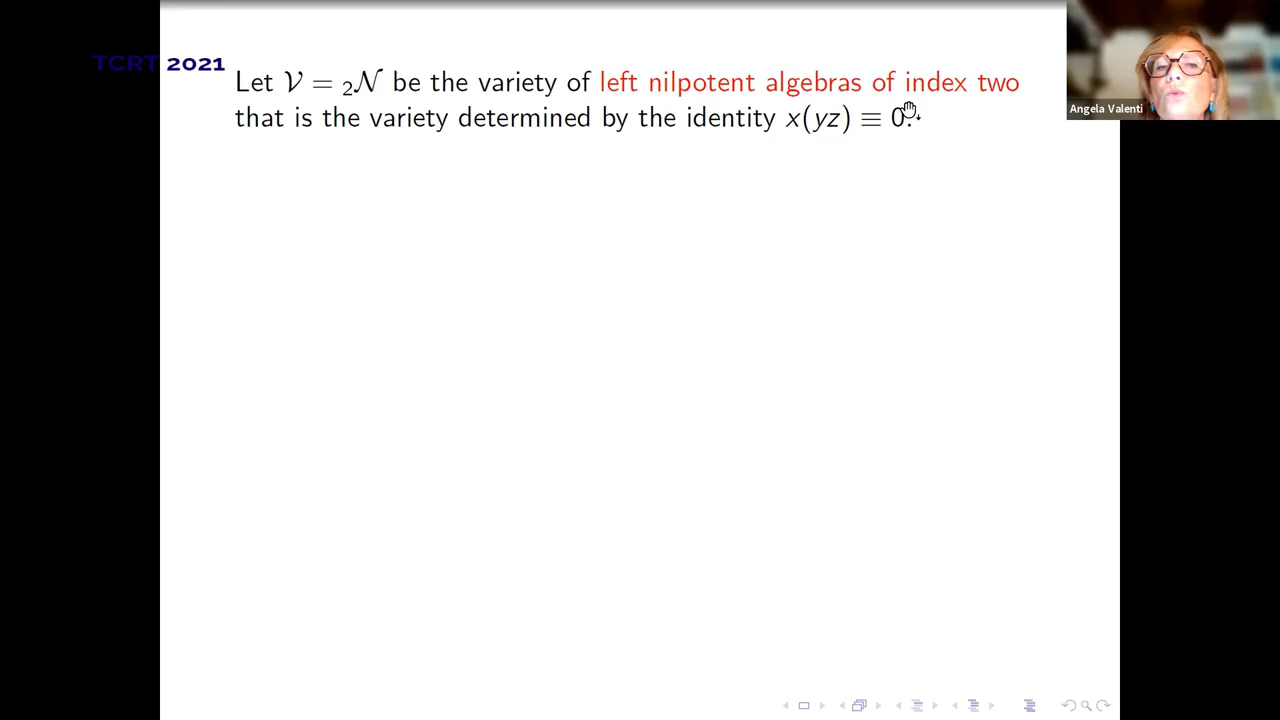 TCRT 2021
Let 𝒱 = ₂𝒩 be the variety of left nilpotent algebras of index two
that is the variety determined by the identity x(yz) ≡ 0.
Angela Valenti